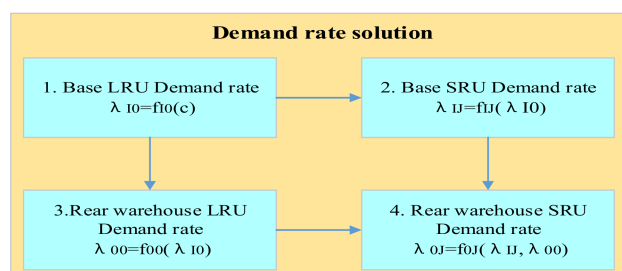 Demand rate solution
1. Base LRU Demand rate
λ I0=fI0(c)
2. Base SRU Demand rate
λ IJ=fIJ( λ I0)
3.Rear warehouse LRU
Demand rate
λ 00=f00( λ I0)
4. Rear warehouse SRU
Demand rate
λ 0J=f0J( λ IJ, λ 00)